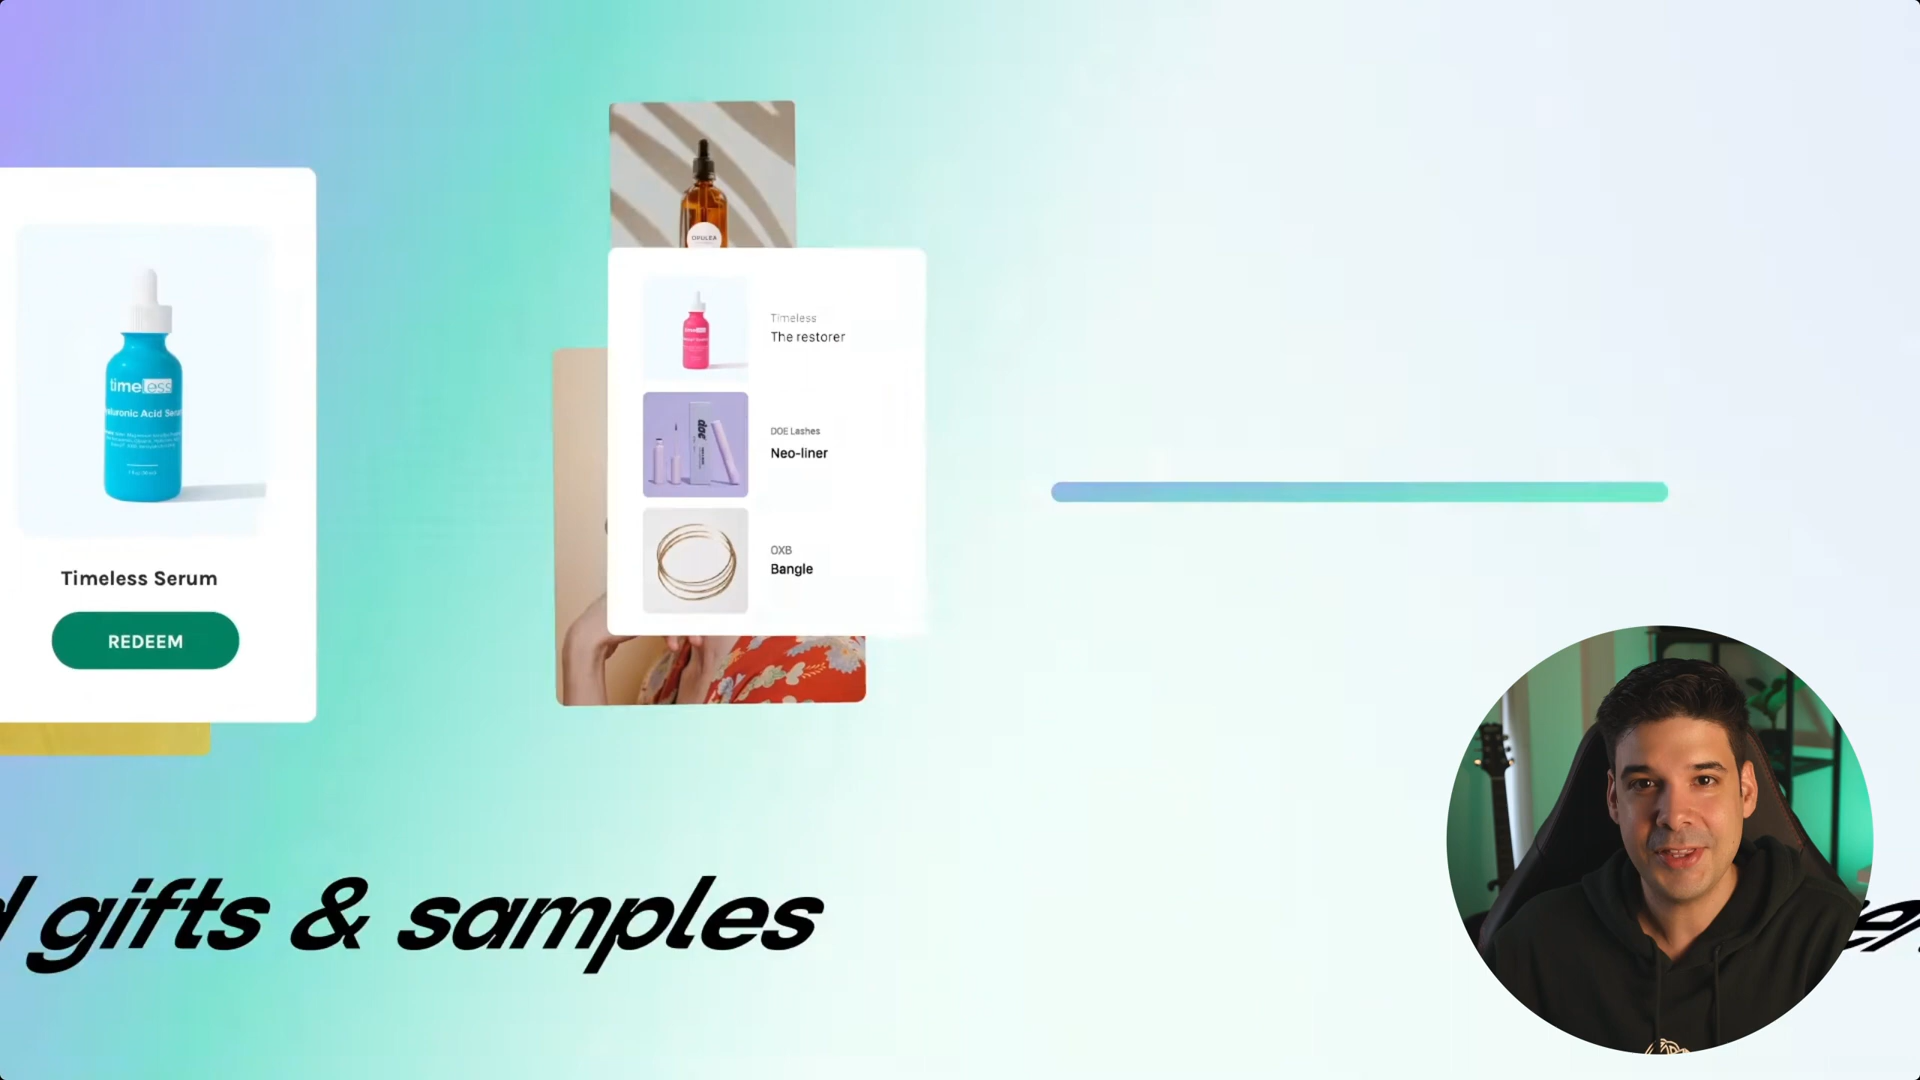 OPULEA
timeless
Hyaluronic Acid Serum
Timeless Serum
REDEEM
Timeless
The restorer
doe
DOE Lashes
Neo-liner
OXB
Bangle
gifts & samples